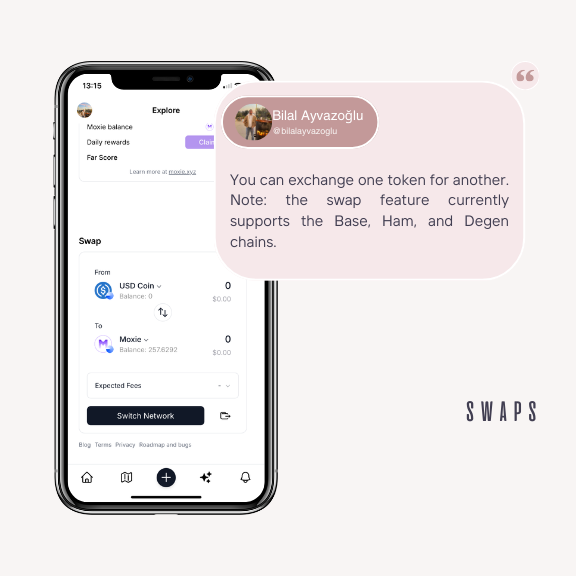 13:15
Explore
Moxie balance
Daily rewards
Far Score
Learn more at moxie.xyz
Bilal Ayvazoğlu
@bilalayvazoglu
You can exchange one token for another.
Note: the swap feature currently
supports the Base, Ham, and Degen
chains.
Swap
From
USD Coin 0
Balance: 0 $0.00
To
Moxie 0
Balance: 257.6292 $0.00
Expected Fees -
Switch Network
Blog Terms Privacy Roadmap and bugs
SWAPS